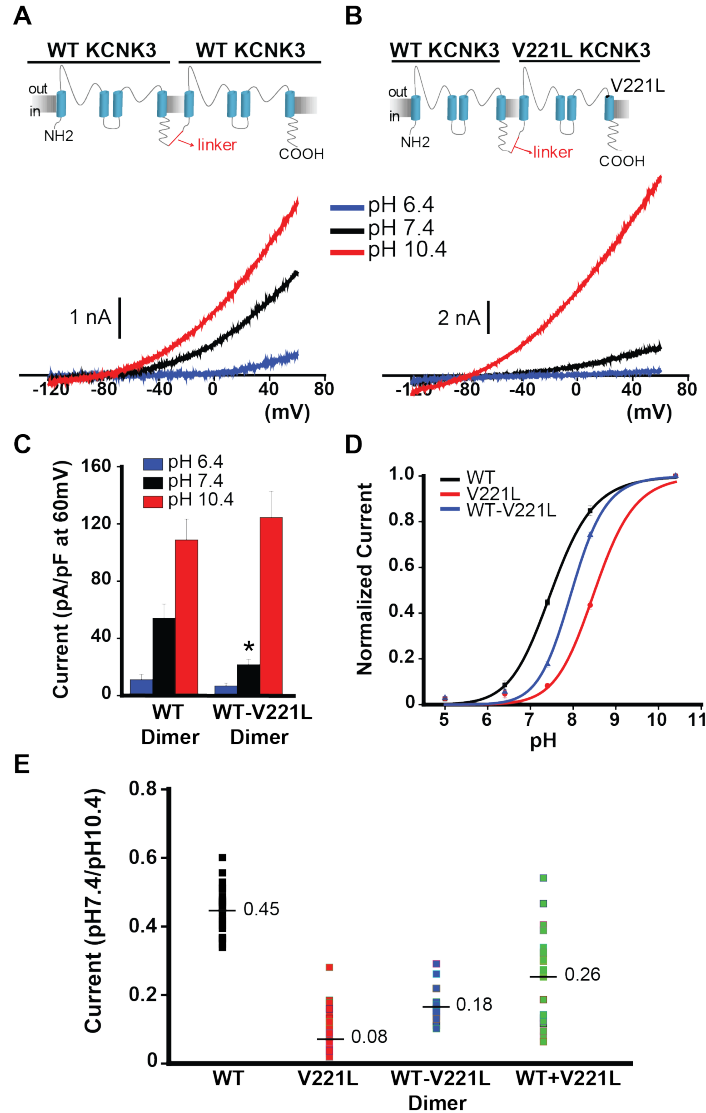 A
WT KCNK3 WT KCNK3
out
in
NH2
linker
COOH
B
WT KCNK3 V221L KCNK3
V221L
out
in
NH2
linker
COOH
pH 6.4
pH 7.4
pH 10.4
1 nA
-120 -80 -40 0 40 80
(mV)
2 nA
-120 -80 -40 0 40 80
(mV)
C
Current (pA/pF at 60mV)
160
120
80
40
0
pH 6.4
pH 7.4
pH 10.4
*
WT WT-V221L
Dimer Dimer
D
Normalized Current
1.0
0.8
0.6
0.4
0.2
0
WT
V221L
WT-V221L
5 6 7 8 9 10 11
pH
E
Current (pH7.4/pH10.4)
0.8
0.6
0.4
0.2
0
0.45
0.08
0.18
0.26
WT V221L WT-V221L WT+V221L
Dimer